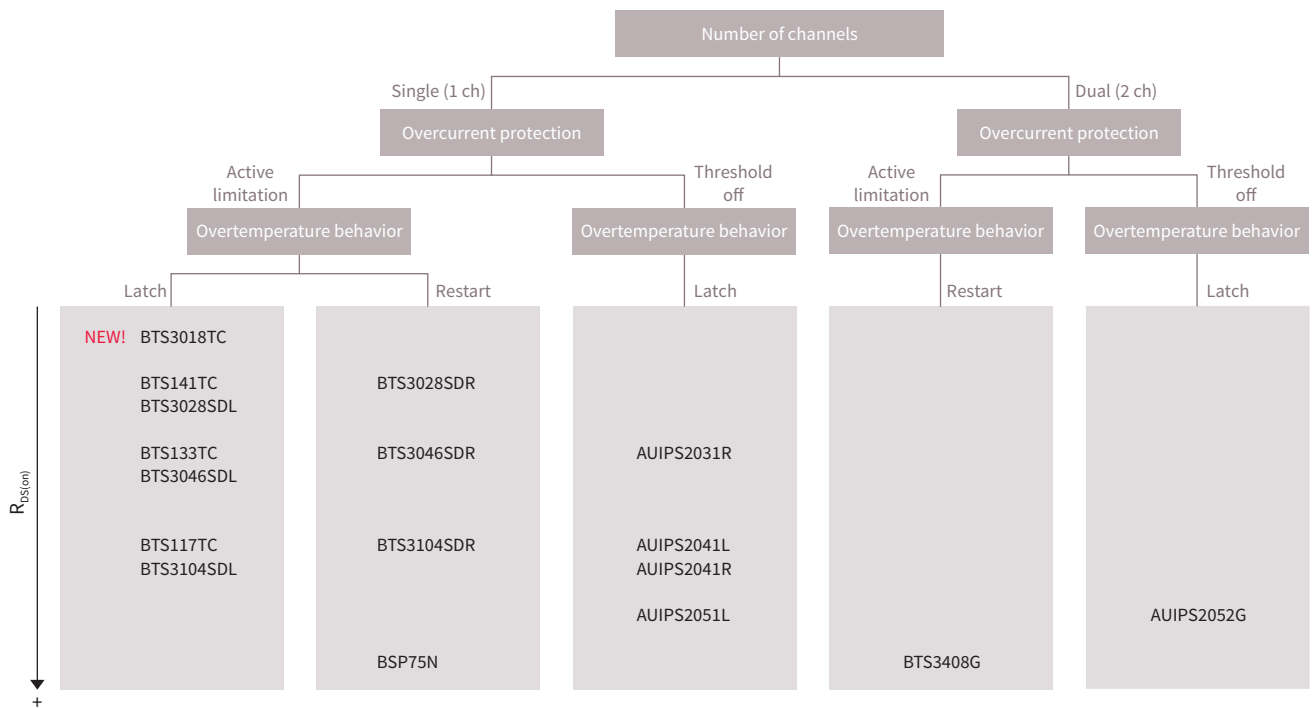 Number of channels
Single (1 ch)
Dual (2 ch)
Overcurrent protection
Overcurrent protection
Active
limitation
Threshold
off
Active
limitation
Threshold
off
Overtemperature behavior
Overtemperature behavior
Overtemperature behavior
Overtemperature behavior
Latch
Restart
Latch
Restart
Latch
NEW! BTS3018TC
BTS141TC
BTS3028SDL
BTS133TC
BTS3046SDL
BTS117TC
BTS3104SDL
BTS3028SDR
BTS3046SDR
BTS3104SDR
BSP75N
AUIPS2031R
AUIPS2041L
AUIPS2041R
AUIPS2051L
BTS3408G
AUIPS2052G
RDS(on)
+